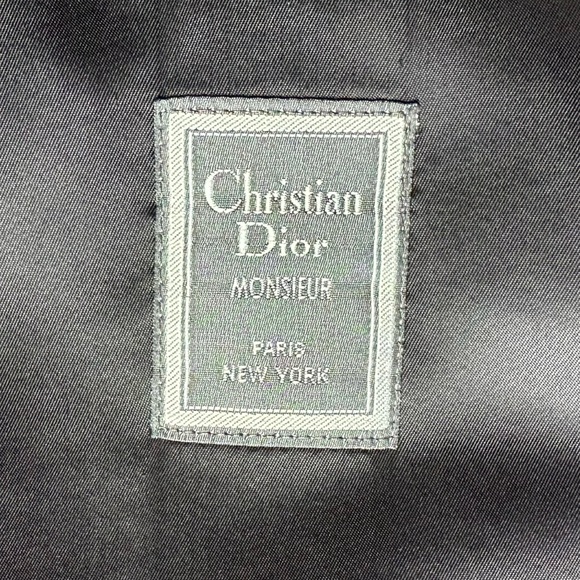 Christian
Dior
MONSIEUR
PARIS
NEW YORK